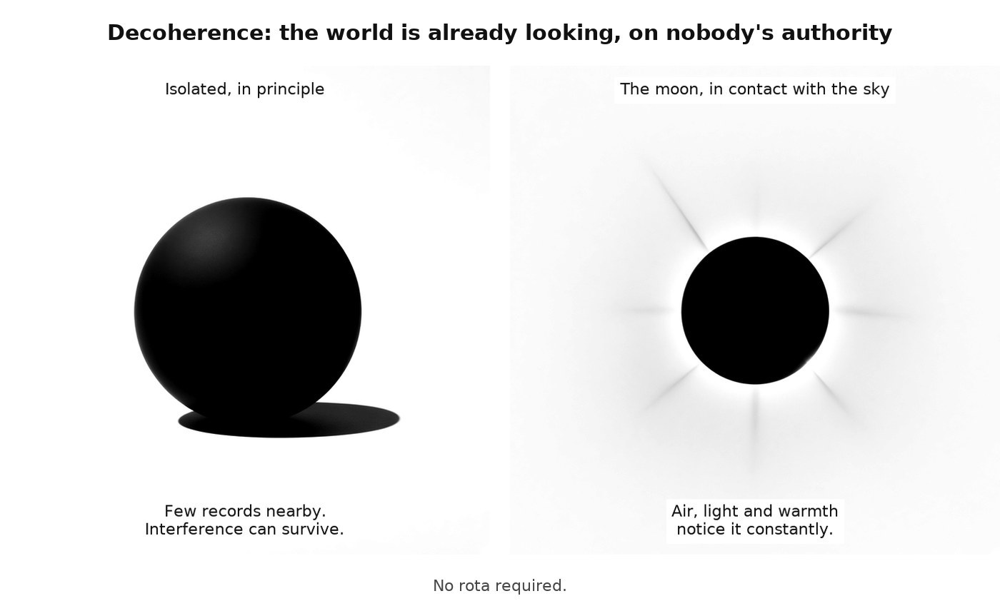 Decoherence: the world is already looking, on nobody's authority
Isolated, in principle
The moon, in contact with the sky
Few records nearby.
Interference can survive.
Air, light and warmth
notice it constantly.
No rota required.